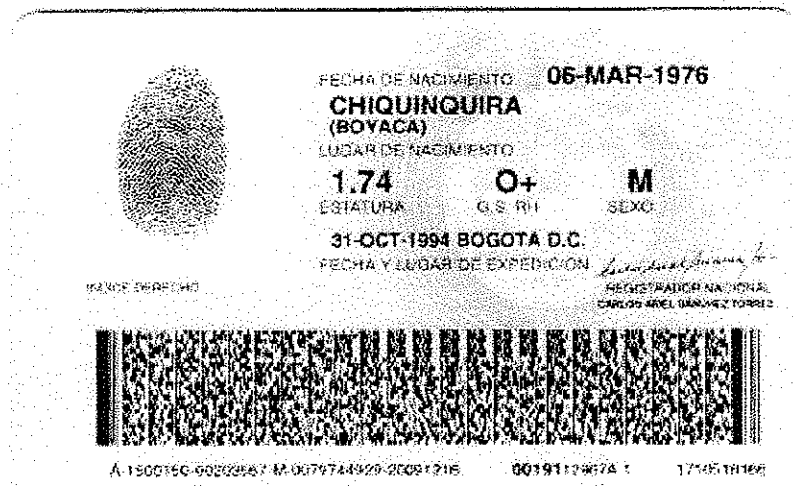 FECHA DE NACIMIENTO 06-MAR-1976
CHIQUINQUIRA
(BOYACA)
LUGAR DE NACIMIENTO
1.74 O+ M
ESTATURA G.S. RH SEXO
31-OCT-1994 BOGOTA D.C.
FECHA Y LUGAR DE EXPEDICION
INDICE DERECHO
REGISTRADOR NACIONAL
CARLOS ARIEL SANCHEZ TORRES